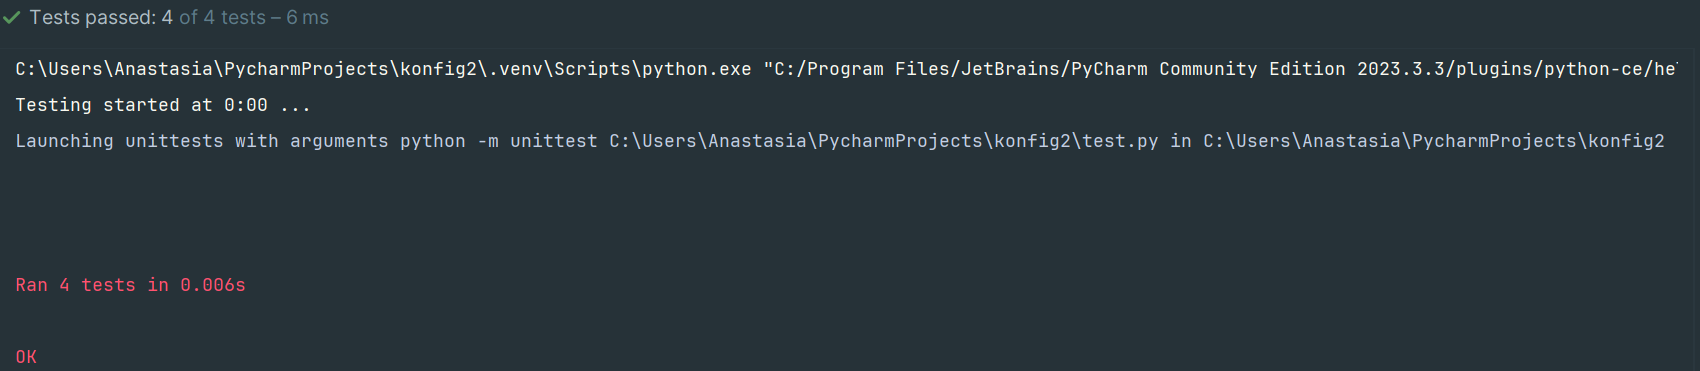 Tests passed: 4 of 4 tests – 6 ms
C:\Users\Anastasia\PycharmProjects\konfig2\.venv\Scripts\python.exe "C:/Program Files/JetBrains/PyCharm Community Edition 2023.3.3/plugins/python-ce/he
Testing started at 0:00 ...
Launching unittests with arguments python -m unittest C:\Users\Anastasia\PycharmProjects\konfig2\test.py in C:\Users\Anastasia\PycharmProjects\konfig2
Ran 4 tests in 0.006s
OK